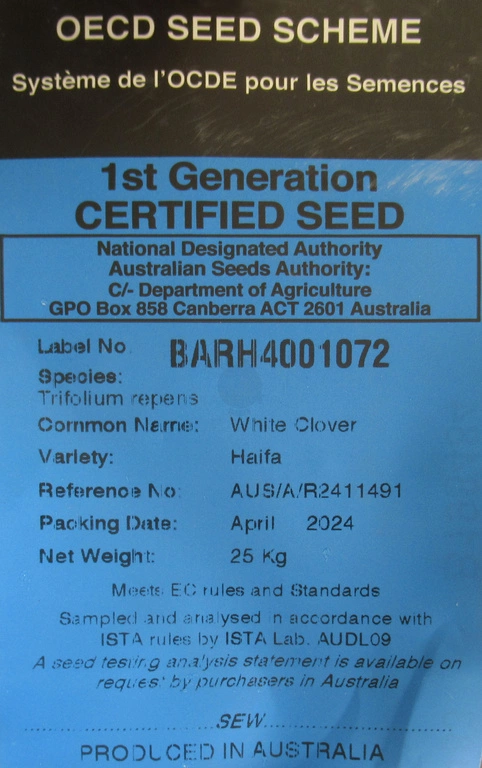 OECD SEED SCHEME
Système de l'OCDE pour les Semences
1st Generation
CERTIFIED SEED
National Designated Authority
Australian Seeds Authority:
C/- Department of Agriculture
GPO Box 858 Canberra ACT 2601 Australia
Label No BARH4001072
Species:
Trifolium repens
Common Name: White Clover
Variety: Haifa
Reference No: AUS/A/R2411491
Packing Date: April 2024
Net Weight: 25 Kg
Meets EC rules and Standards
Sampled and analysed in accordance with
ISTA rules by ISTA Lab. AUDL09
A seed testing analysis statement is available on
request by purchasers in Australia
SEW
PRODUCED IN AUSTRALIA